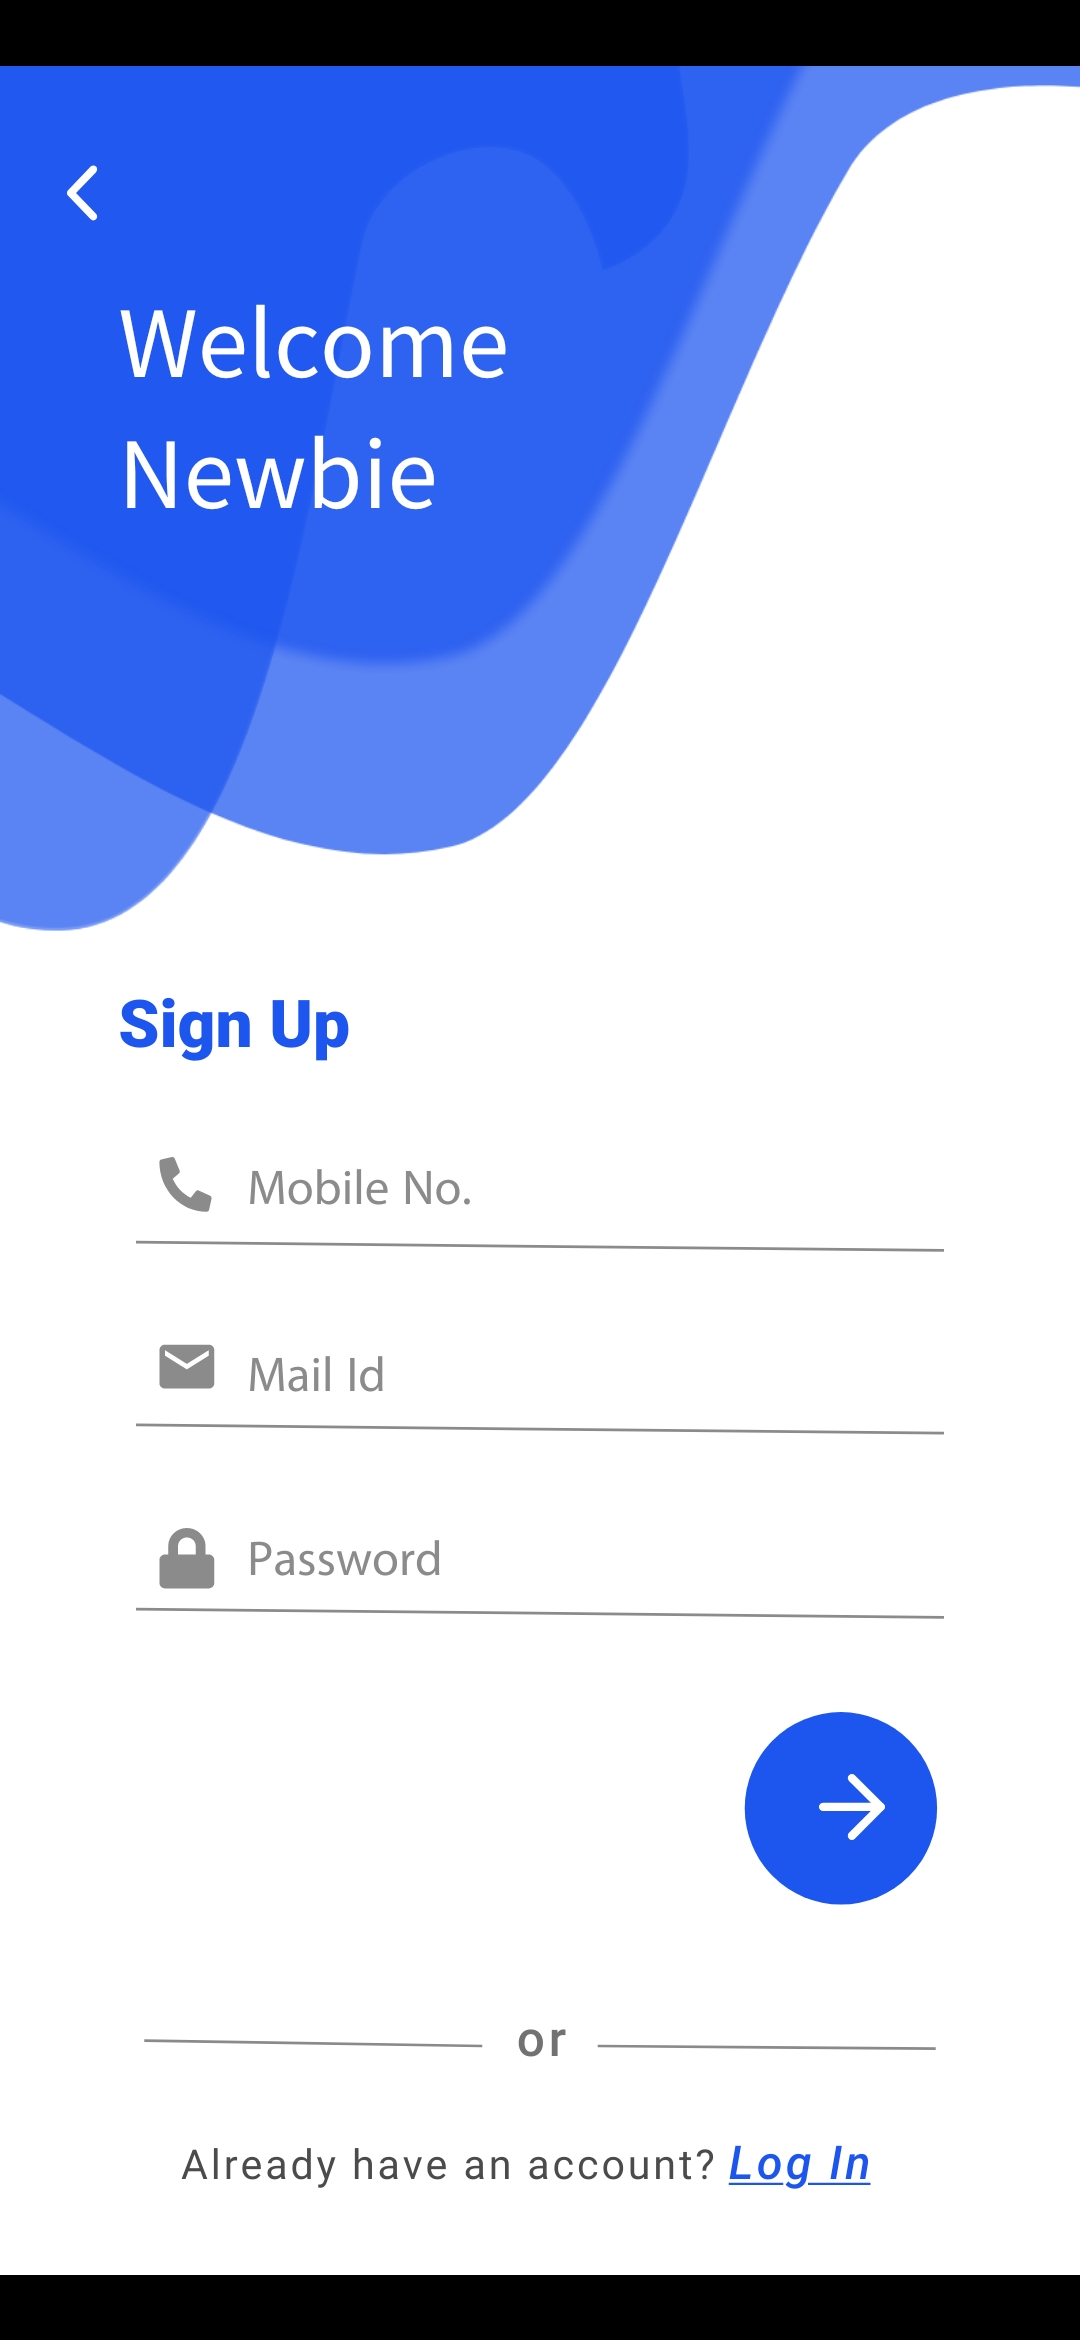 Welcome
Newbie
Sign Up
Mobile No.
Mail Id
Password
or
Already have an account? Log In